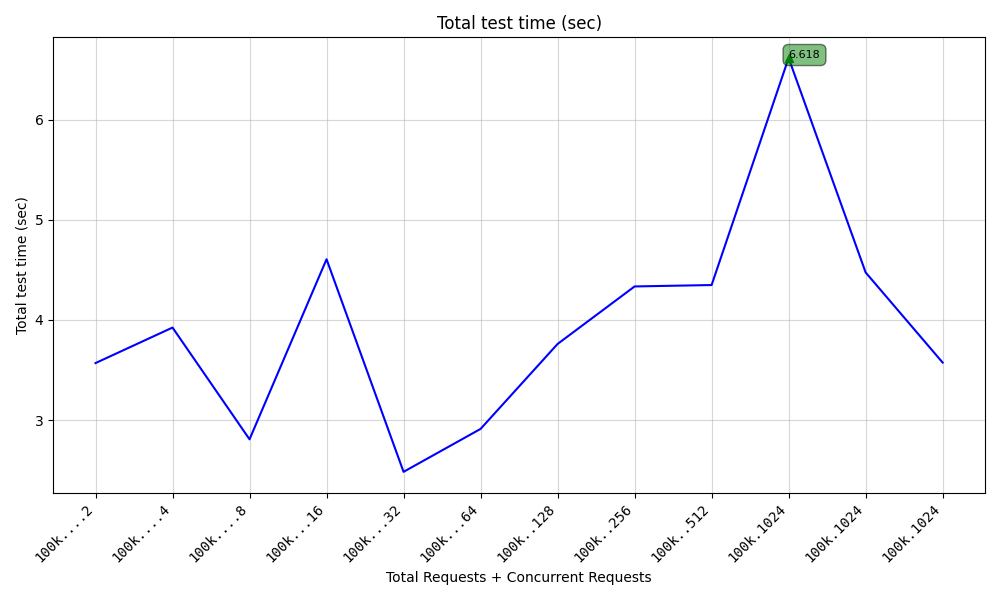 Total test time (sec)
6.618
Total test time (sec)
6
5
4
3
100k....2
100k....4
100k....8
100k...16
100k...32
100k...64
100k..128
100k..256
100k..512
100k.1024
100k.1024
100k.1024
Total Requests + Concurrent Requests